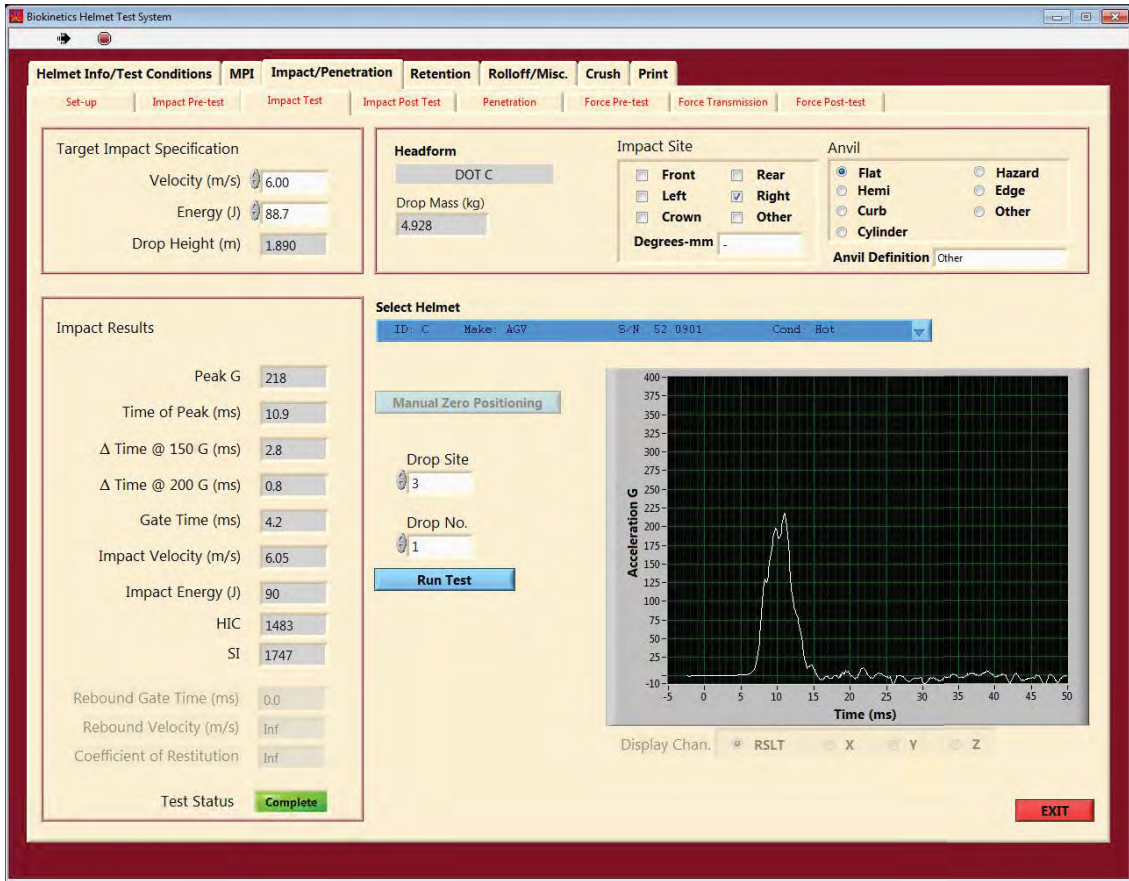 Biokinetics Helmet Test System
Helmet Info/Test Conditions MPI Impact/Penetration Retention Rolloff/Misc. Crush Print
Set-up Impact Pre-test Impact Test Impact Post Test Penetration Force Pre-test Force Transmission Force Post-test
Target Impact Specification
Velocity (m/s) 6.00
Energy (J) 88.7
Drop Height (m) 1.890
Headform
DOT C
Drop Mass (kg)
4.928
Impact Site
Front Rear
Left Right
Crown Other
Degrees-mm -
Anvil
Flat Hazard
Hemi Edge
Curb Other
Cylinder
Anvil Definition Other
Impact Results
Peak G 218
Time of Peak (ms) 10.9
Δ Time @ 150 G (ms) 2.8
Δ Time @ 200 G (ms) 0.8
Gate Time (ms) 4.2
Impact Velocity (m/s) 6.05
Impact Energy (J) 90
HIC 1483
SI 1747
Rebound Gate Time (ms) 0.0
Rebound Velocity (m/s) Inf
Coefficient of Restitution Inf
Test Status Complete
Select Helmet
ID: C Make: AGV S/N: 52 0901 Cond: Hot
Manual Zero Positioning
Drop Site
3
Drop No.
1
Run Test
Acceleration G
400
375
350
325
300
275
250
225
200
175
150
125
100
75
50
25
-10
-5 0 5 10 15 20 25 30 35 40 45 50
Time (ms)
Display Chan. RSLT X Y Z
EXIT